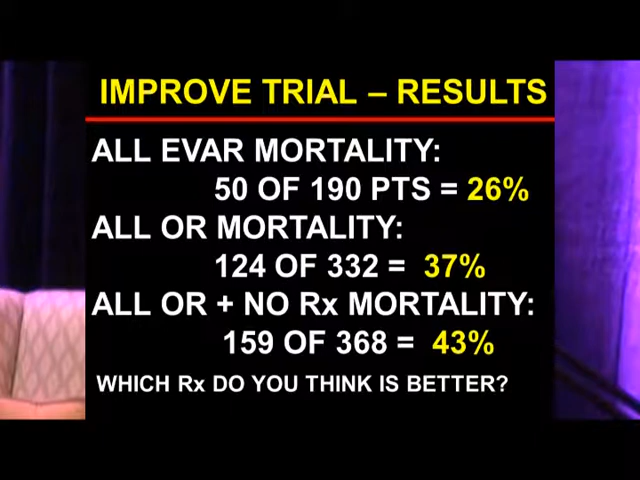 IMPROVE TRIAL – RESULTS
ALL EVAR MORTALITY:
50 OF 190 PTS = 26%
ALL OR MORTALITY:
124 OF 332 = 37%
ALL OR + NO Rx MORTALITY:
159 OF 368 = 43%
WHICH Rx DO YOU THINK IS BETTER?